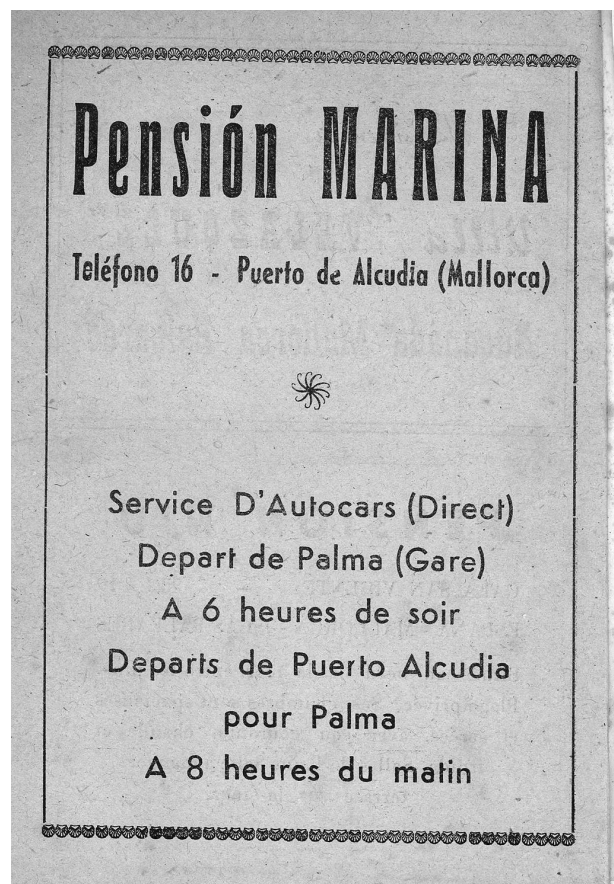 Pensión MARINA
Teléfono 16 - Puerto de Alcudia (Mallorca)
Service D'Autocars (Direct)
Depart de Palma (Gare)
A 6 heures de soir
Departs de Puerto Alcudia
pour Palma
A 8 heures du matin